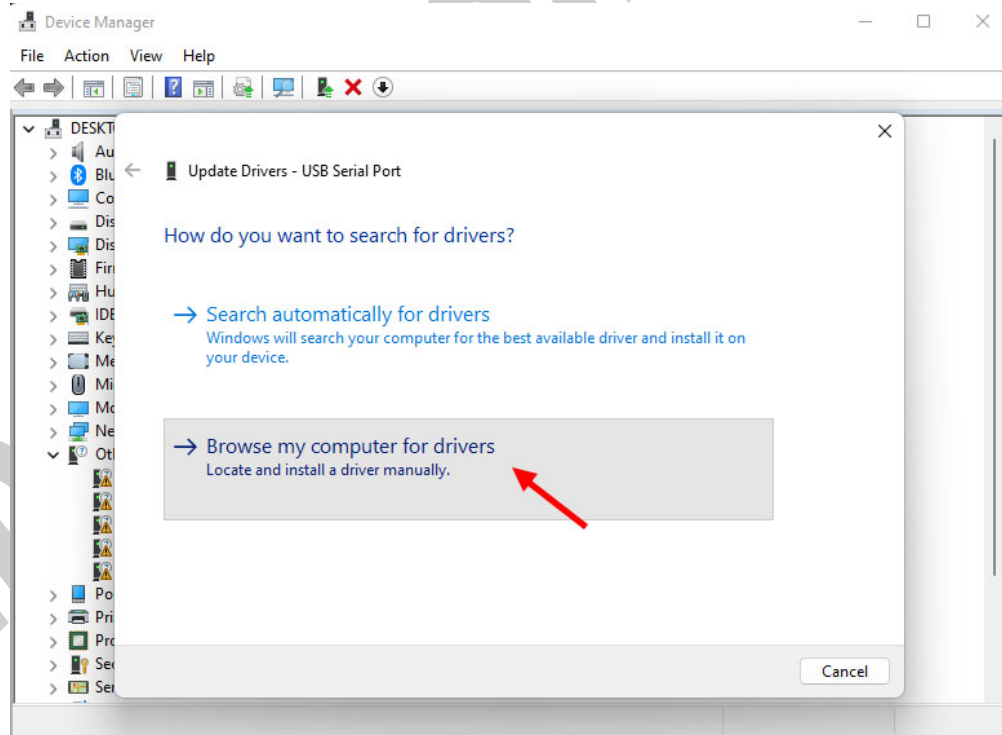 Device Manager
File Action View Help
DESKT
Au
Update Drivers - USB Serial Port
Blu
Co
Dis
How do you want to search for drivers?
Dis
Fir
Hu
IDE
Search automatically for drivers
Windows will search your computer for the best available driver and install it on
Key
your device.
Me
Mi
Mo
Ne
Browse my computer for drivers
Oth
Locate and install a driver manually.
Po
Pri
Pro
Sec
Cancel